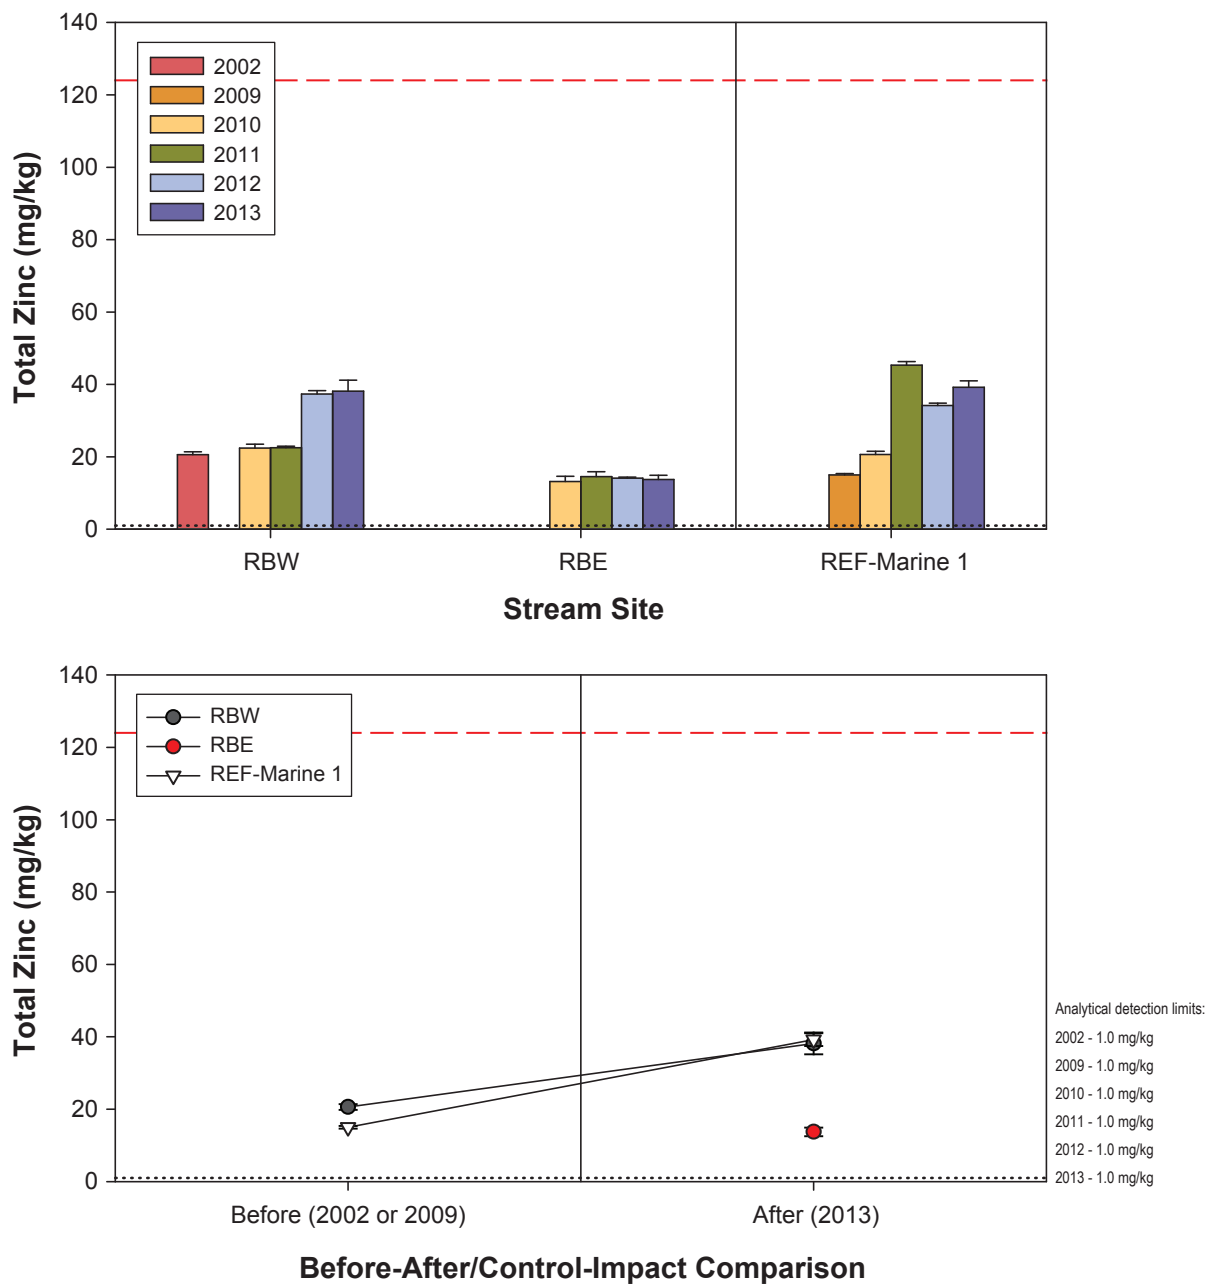 140
120
100
80
60
40
20
0
Total Zinc (mg/kg)
2002
2009
2010
2011
2012
2013
RBW
RBE
REF-Marine 1
Stream Site
140
120
100
80
60
40
20
0
Total Zinc (mg/kg)
RBW
RBE
REF-Marine 1
Before (2002 or 2009)
After (2013)
Before-After/Control-Impact Comparison
Analytical detection limits:
2002 - 1.0 mg/kg
2009 - 1.0 mg/kg
2010 - 1.0 mg/kg
2011 - 1.0 mg/kg
2012 - 1.0 mg/kg
2013 - 1.0 mg/kg